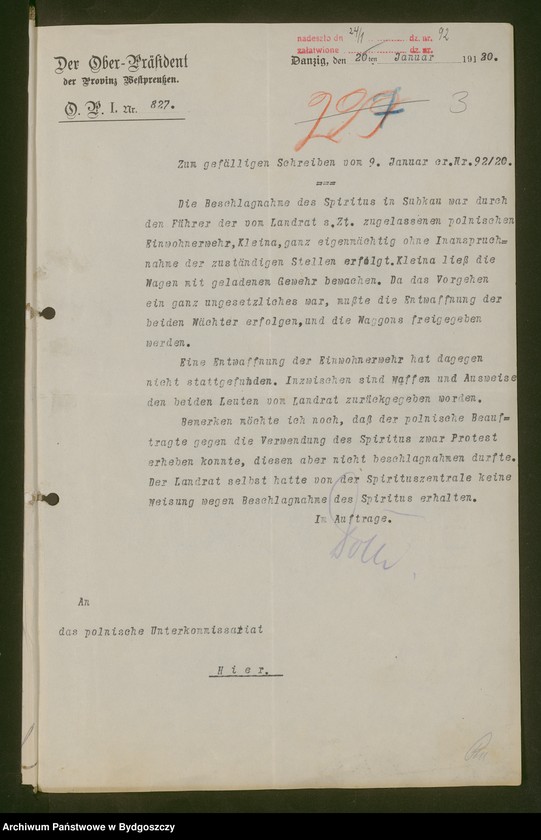 nadeszło dn. 24/1 dz. nr. 92
załatwione dz. nr.
Der Ober-Präsident
der Provinz Westpreußen.
O. P. I. Nr. 827.
Danzig, den 20ten Januar 191 20.
3
Zum gefälligen Schreiben vom 9. Januar cr.Nr.92/20.
Die Beschlagnahme des Spiritus in Subkau war durch
den Führer der vom Landrat s.Zt. zugelassenen polnischen
Einwohnerwehr,Kleina,ganz eigenmächtig ohne Inanspruch=
nahme der zuständigen Stellen erfolgt.Kleina ließ die
Wagen mit geladenem Gewehr bewachen. Da das Vorgehen
ein ganz ungesetzliches war, mußte die Entwaffnung der
beiden Wächter erfolgen,und die Waggons freigegeben
werden.
Eine Entwaffnung der Einwohnerwehr hat dagegen
nicht stattgefunden. Inzwischen sind Waffen und Ausweise
den beiden Leuten vom Landrat zurückgegeben worden.
Bemerken möchte ich noch, daß der polnische Beauf=
tragte gegen die Verwendung des Spiritus zwar Protest
erheben konnte, diesen aber nicht beschlagnahmen durfte.
Der Landrat selbst hatte von der Spirituszentrale keine
Weisung wegen Beschlagnahme des Spiritus erhalten.
Im Auftrage.
An
das polnische Unterkommissariat
Hier.
Archiwum Państwowe w Bydgoszczy